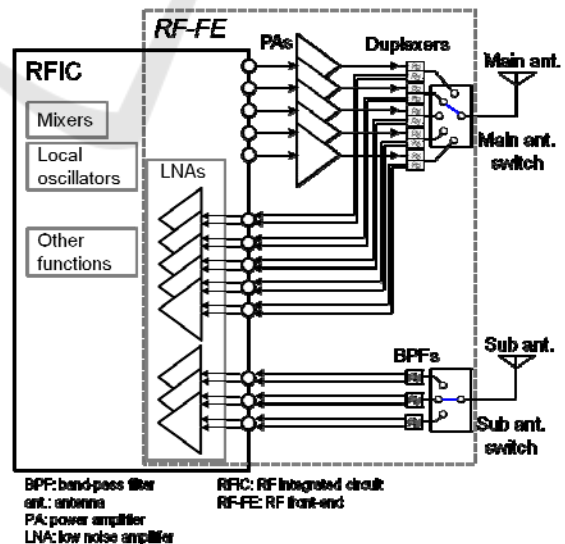 RF-FE
PAs
Duplexers
Main ant.
RFIC
Mixers
Local
oscillators
LNAs
Main ant.
switch
Other
functions
BPFs
Sub ant.
Sub ant.
switch
BPF: band-pass filter
ant.: antenna
PA: power amplifier
LNA: low noise amplifier
RFIC: RF integrated circuit
RF-FE: RF front-end